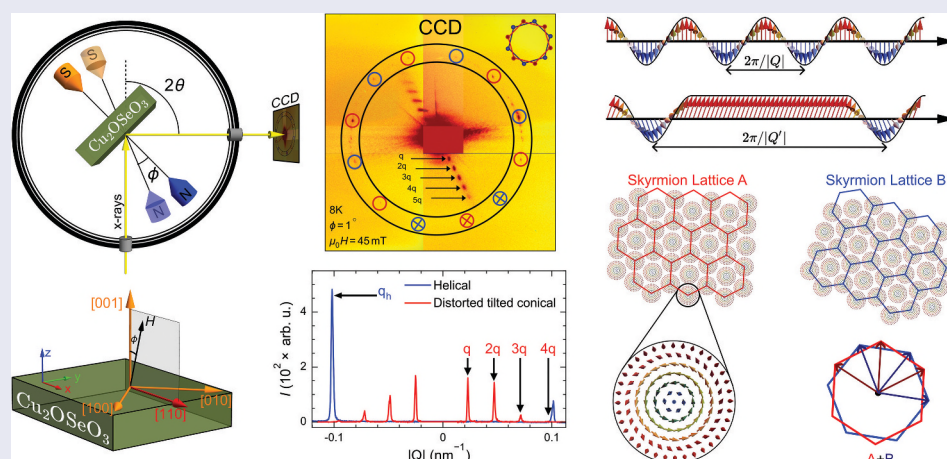 S
S
2θ
CCD
Cu₂OSeO₃
ϕ
N
N
x-rays
[001]
H
ϕ
z
y
x
[100]
[110]
[010]
Cu₂OSeO₃
CCD
q
2q
3q
4q
5q
8K
ϕ = 1°
μ₀H = 45 mT
Helical
Distorted tilted conical
qₕ
q
2q
3q
4q
I (10² × arb. u.)
4
2
0
-0.1
0
0.1
|Q| (nm⁻¹)
2π/|Q|
2π/|Q'|
Skyrmion Lattice A
Skyrmion Lattice B
A+B